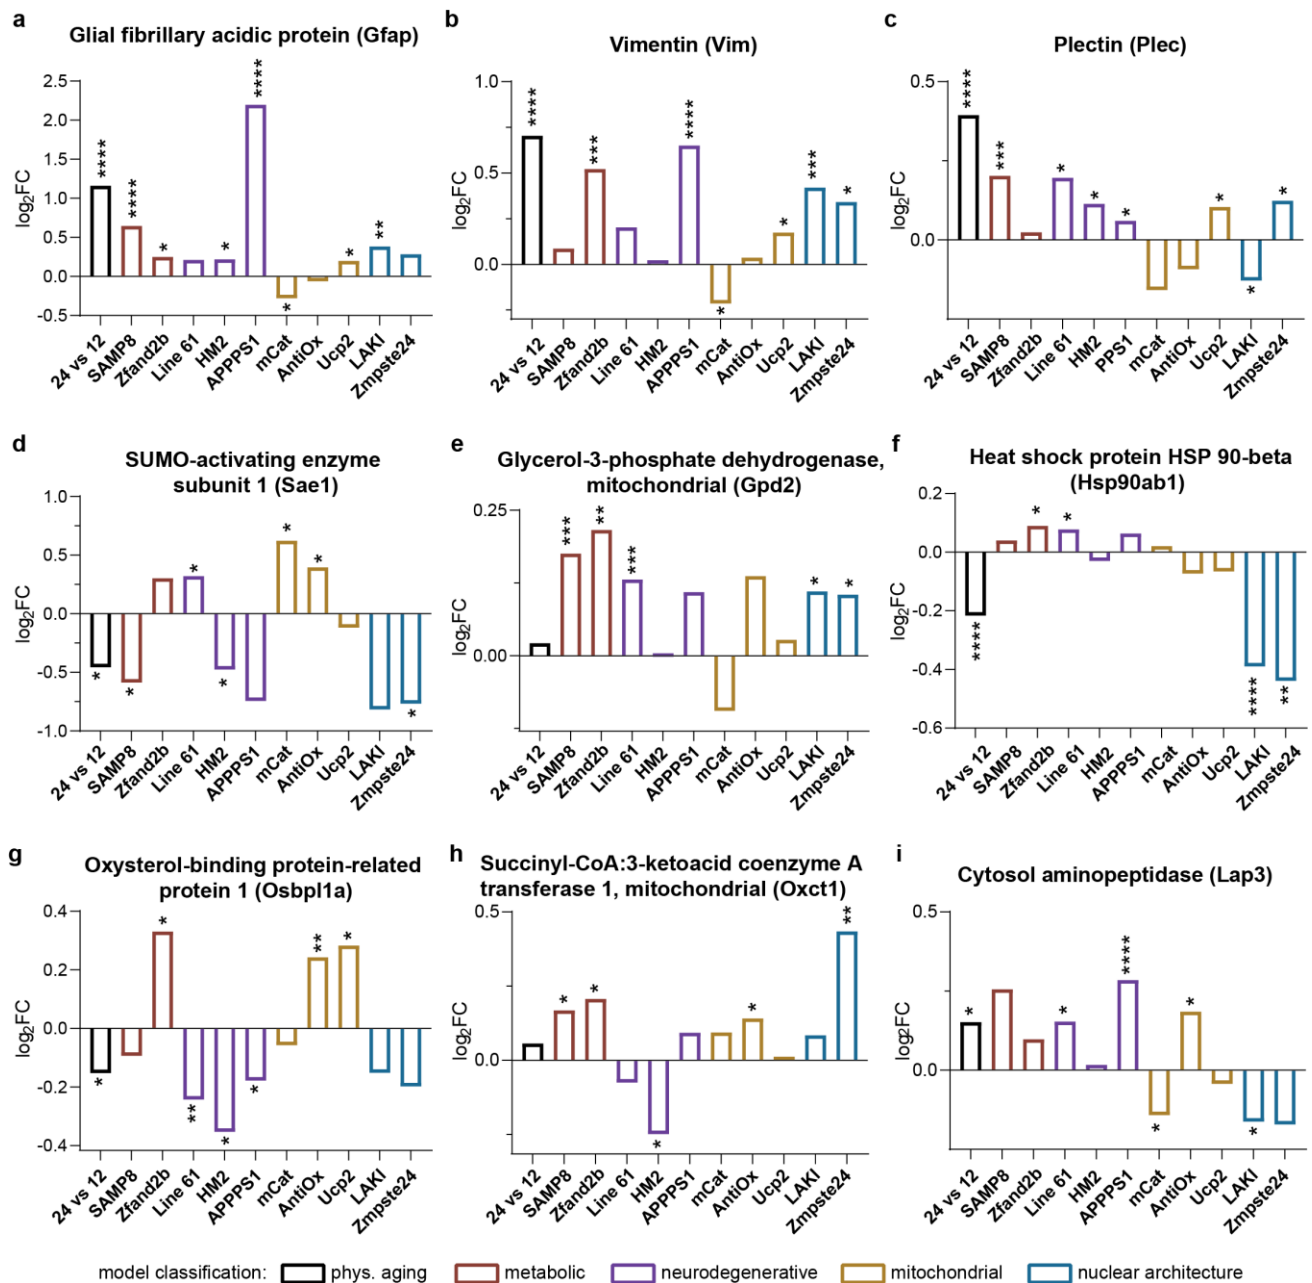 a
Glial fibrillary acidic protein (Gfap)
log2FC
2.5
2.0
1.5
1.0
0.5
0.0
-0.5
****
****
*
*
****
*
*
**
24 vs 12
SAMP8
Zfand2b
Line 61
HM2
APPPS1
mCat
AntiOx
Ucp2
LAKI
Zmpste24
b
Vimentin (Vim)
log2FC
1.0
0.5
0.0
****
***
****
*
*
***
*
24 vs 12
SAMP8
Zfand2b
Line 61
HM2
APPPS1
mCat
AntiOx
Ucp2
LAKI
Zmpste24
c
Plectin (Plec)
log2FC
0.5
0.0
****
***
*
*
*
*
*
*
24 vs 12
SAMP8
Zfand2b
Line 61
HM2
PPS1
mCat
AntiOx
Ucp2
LAKI
Zmpste24
d
SUMO-activating enzyme
subunit 1 (Sae1)
log2FC
1.0
0.5
0.0
-0.5
-1.0
*
*
*
*
*
*
*
24 vs 12
SAMP8
Zfand2b
Line 61
HM2
APPPS1
mCat
AntiOx
Ucp2
LAKI
Zmpste24
e
Glycerol-3-phosphate dehydrogenase,
mitochondrial (Gpd2)
log2FC
0.25
0.00
***
**
***
*
*
24 vs 12
SAMP8
Zfand2b
Line 61
HM2
APPPS1
mCat
AntiOx
Ucp2
LAKI
Zmpste24
f
Heat shock protein HSP 90-beta
(Hsp90ab1)
log2FC
0.2
0.0
-0.2
-0.4
-0.6
****
*
*
****
**
24 vs 12
SAMP8
Zfand2b
Line 61
HM2
APPPS1
mCat
AntiOx
Ucp2
LAKI
Zmpste24
g
Oxysterol-binding protein-related
protein 1 (Osbpl1a)
log2FC
0.4
0.2
0.0
-0.2
-0.4
*
*
**
*
*
**
*
24 vs 12
SAMP8
Zfand2b
Line 61
HM2
APPPS1
mCat
AntiOx
Ucp2
LAKI
Zmpste24
h
Succinyl-CoA:3-ketoacid coenzyme A
transferase 1, mitochondrial (Oxct1)
log2FC
0.5
0.0
*
*
*
*
**
24 vs 12
SAMP8
Zfand2b
Line 61
HM2
APPPS1
mCat
AntiOx
Ucp2
LAKI
Zmpste24
i
Cytosol aminopeptidase (Lap3)
log2FC
0.5
0.0
*
*
****
*
*
*
24 vs 12
SAMP8
Zfand2b
Line 61
HM2
APPPS1
mCat
AntiOx
Ucp2
LAKI
Zmpste24
model classification: phys. aging metabolic neurodegenerative mitochondrial nuclear architecture